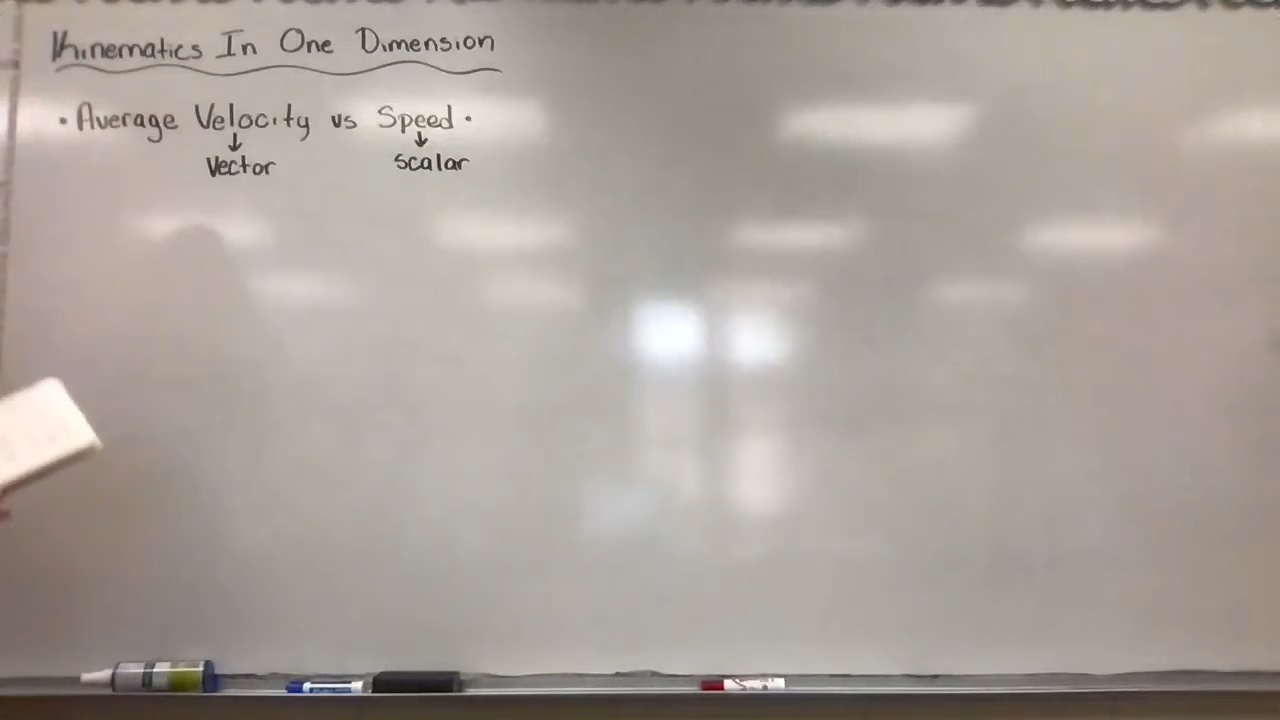 Kinematics In One Dimension
• Average Velocity vs Speed •
↓ ↓
Vector Scalar